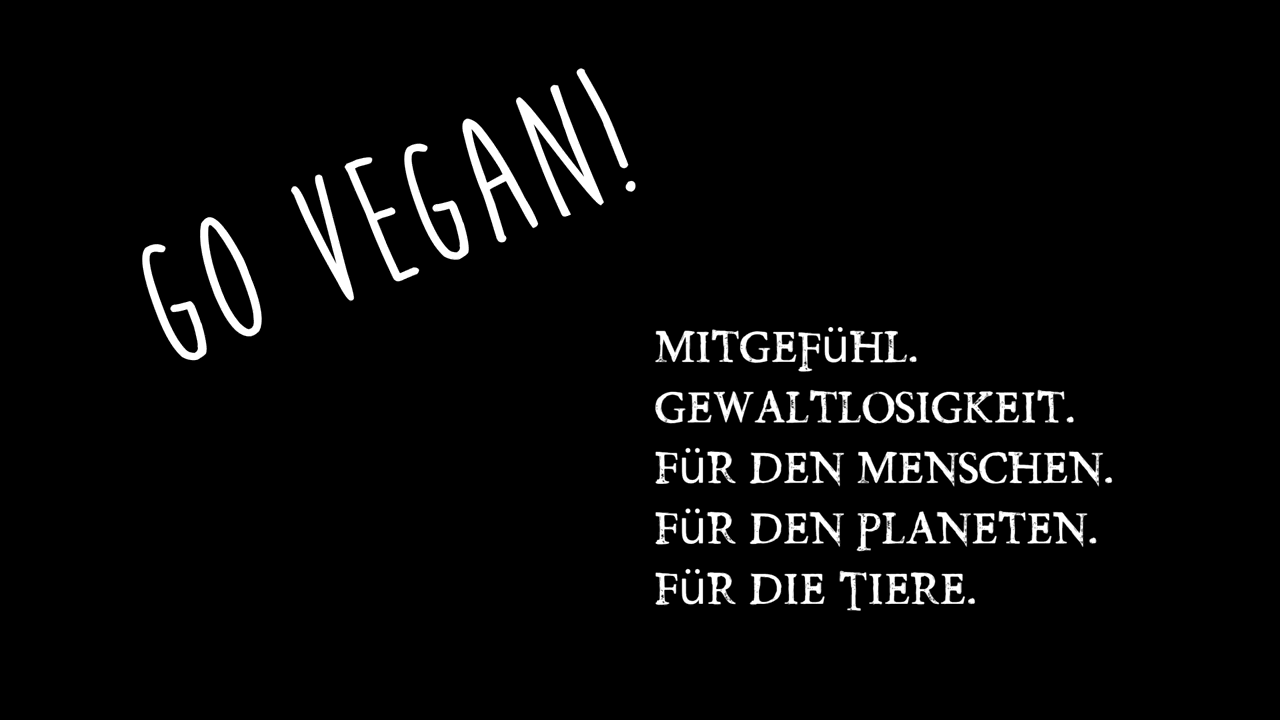 GO VEGAN!
MITGEFÜHL.
GEWALTLOSIGKEIT.
FÜR DEN MENSCHEN.
FÜR DEN PLANETEN.
FÜR DIE TIERE.